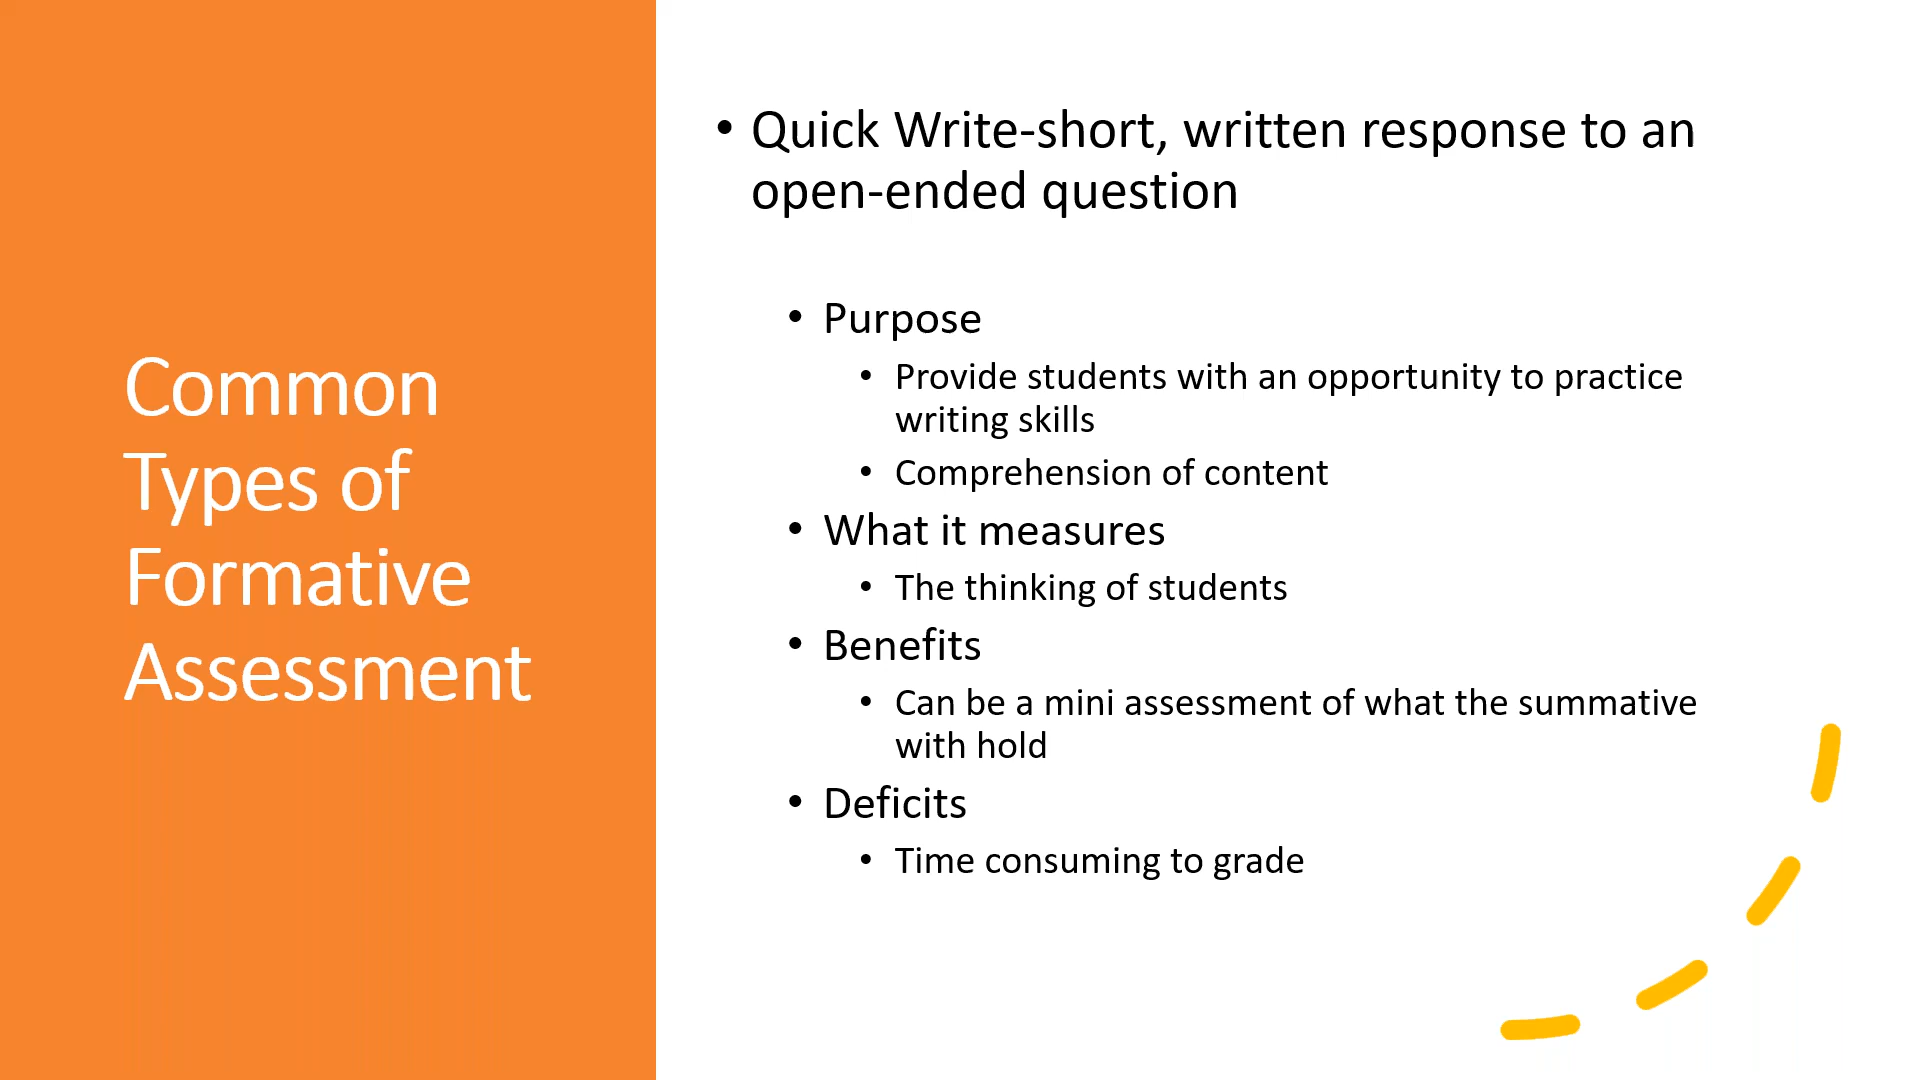 Common
Types of
Formative
Assessment
• Quick Write-short, written response to an
open-ended question
• Purpose
• Provide students with an opportunity to practice
writing skills
• Comprehension of content
• What it measures
• The thinking of students
• Benefits
• Can be a mini assessment of what the summative
with hold
• Deficits
• Time consuming to grade